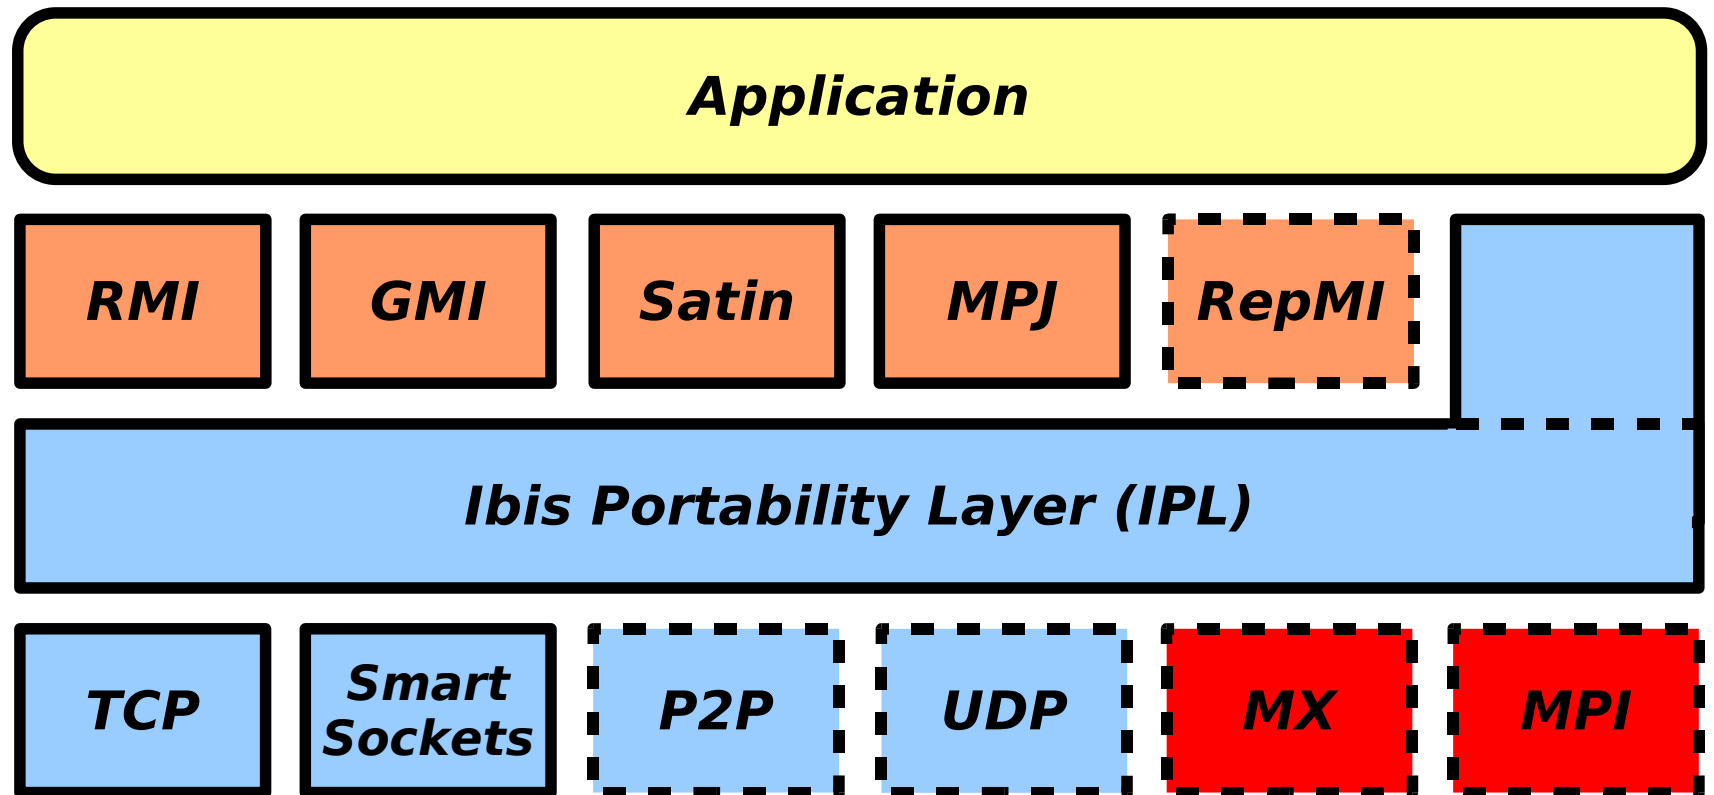 Application
RMI
GMI
Satin
MPJ
RepMI
Ibis Portability Layer (IPL)
TCP
Smart
Sockets
P2P
UDP
MX
MPI